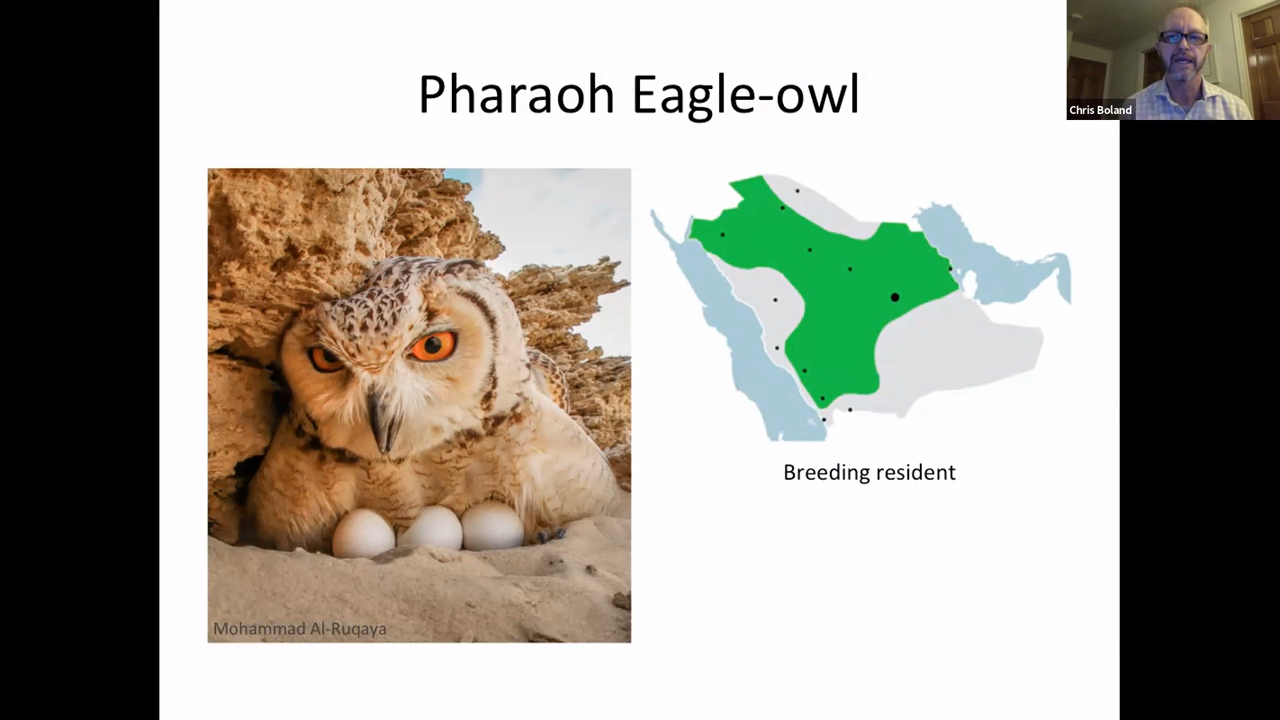 Pharaoh Eagle-owl
Chris Boland
Breeding resident
Mohammad Al-Ruqaya